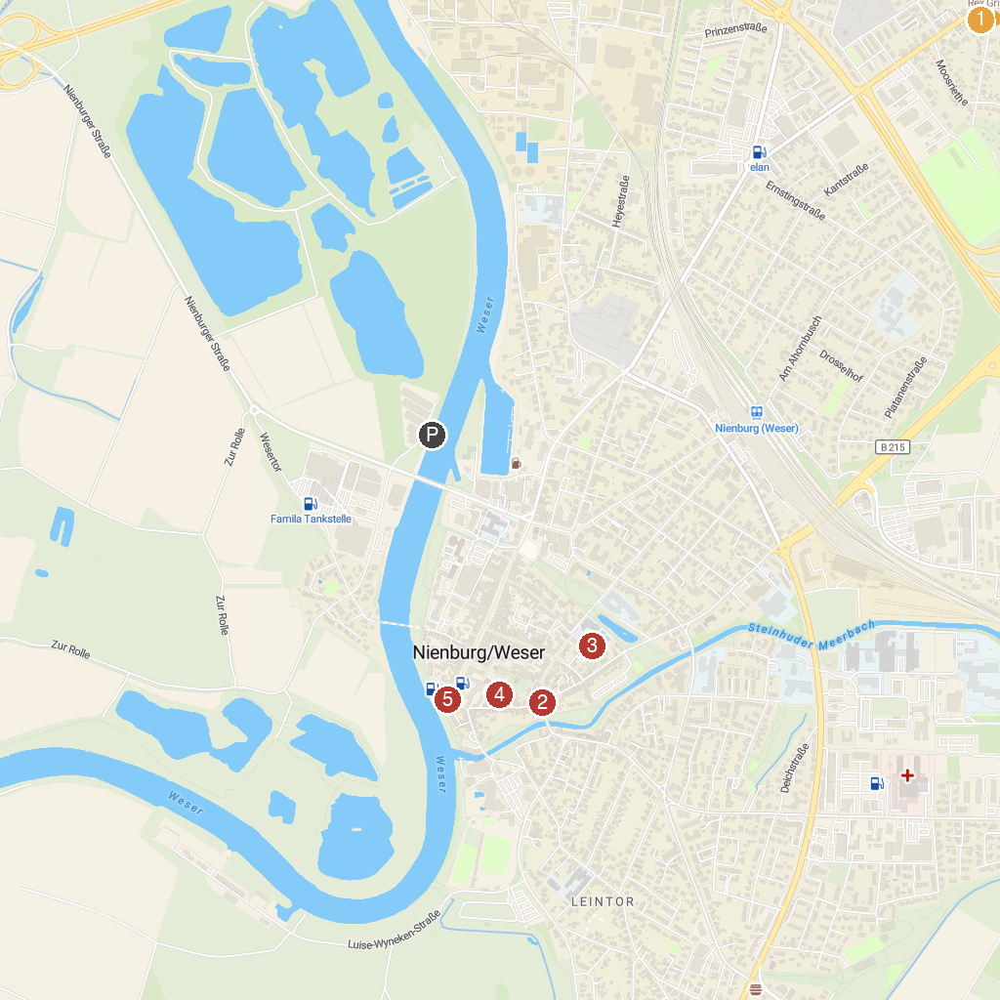 Rex Gri
1
Prinzenstraße
Moosriethe
Nienburger Straße
elan
Kantstraße
Ernstingstraße
Heyestraße
Weser
Nienburger Straße
Am Ahornbusch
Drosselhof
Platanenstraße
Nienburg (Weser)
P
Zur Rolle
Wesertor
B 215
Famila Tankstelle
Zur Rolle
Steinhuder Meerbach
Zur Rolle
Nienburg/Weser
3
5
4
2
Weser
Weser
Deichstraße
LEINTOR
Luise-Wyneken-Straße